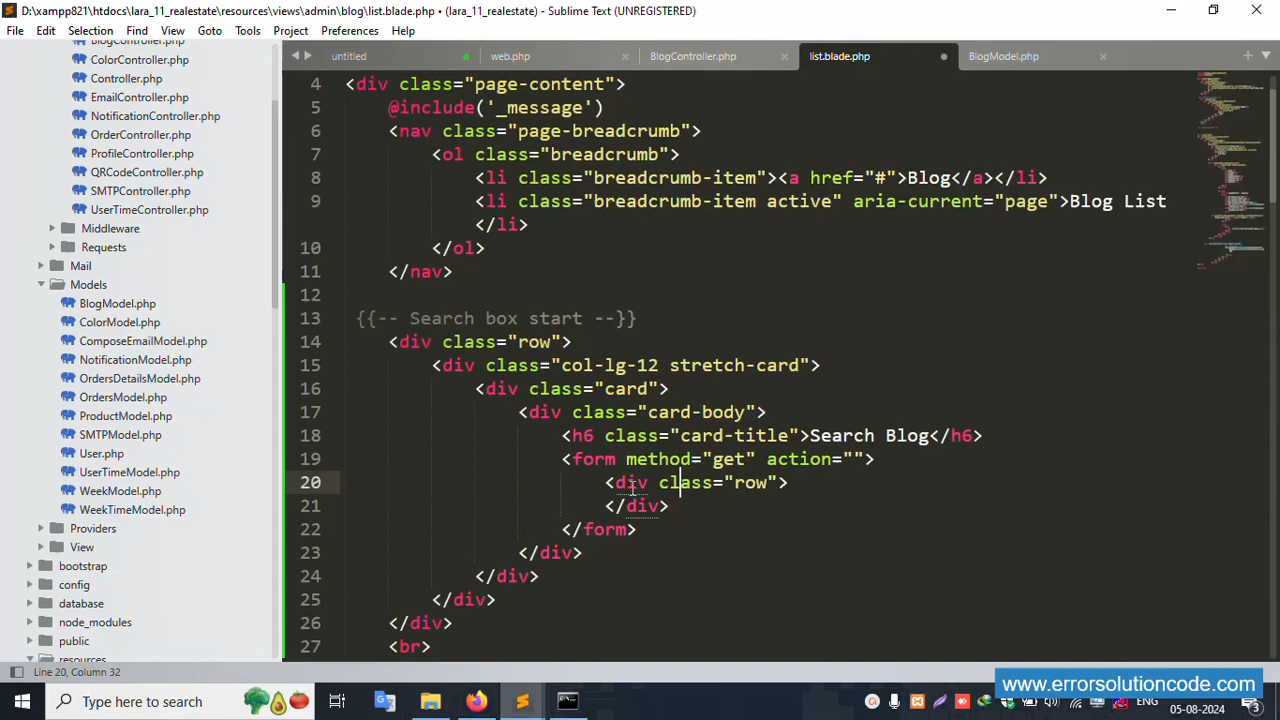 D:\xampp821\htdocs\lara_11_realestate\resources\views\admin\blog\list.blade.php • (lara_11_realestate) - Sublime Text (UNREGISTERED)
File Edit Selection Find View Goto Tools Project Preferences Help
untitled web.php BlogController.php list.blade.php BlogModel.php
BlogController.php
ColorController.php
Controller.php
EmailController.php
NotificationController.php
OrderController.php
ProfileController.php
QRCodeController.php
SMTPController.php
UserTimeController.php
Middleware
Requests
Mail
Models
BlogModel.php
ColorModel.php
ComposeEmailModel.php
NotificationModel.php
OrdersDetailsModel.php
OrdersModel.php
ProductModel.php
SMTPModel.php
User.php
UserTimeModel.php
WeekModel.php
WeekTimeModel.php
Providers
View
bootstrap
config
database
node_modules
public
resources
4 <div class="page-content">
5 @include('_message')
6 <nav class="page-breadcrumb">
7 <ol class="breadcrumb">
8 <li class="breadcrumb-item"><a href="#">Blog</a></li>
9 <li class="breadcrumb-item active" aria-current="page">Blog List
</li>
10 </ol>
11 </nav>
12
13 {{-- Search box start --}}
14 <div class="row">
15 <div class="col-lg-12 stretch-card">
16 <div class="card">
17 <div class="card-body">
18 <h6 class="card-title">Search Blog</h6>
19 <form method="get" action="">
20 <div class="row">
21 </div>
22 </form>
23 </div>
24 </div>
25 </div>
26 </div>
27 <br>
Line 20, Column 32
www.errorsolutioncode.com
Type here to search
ENG
05-08-2024
3